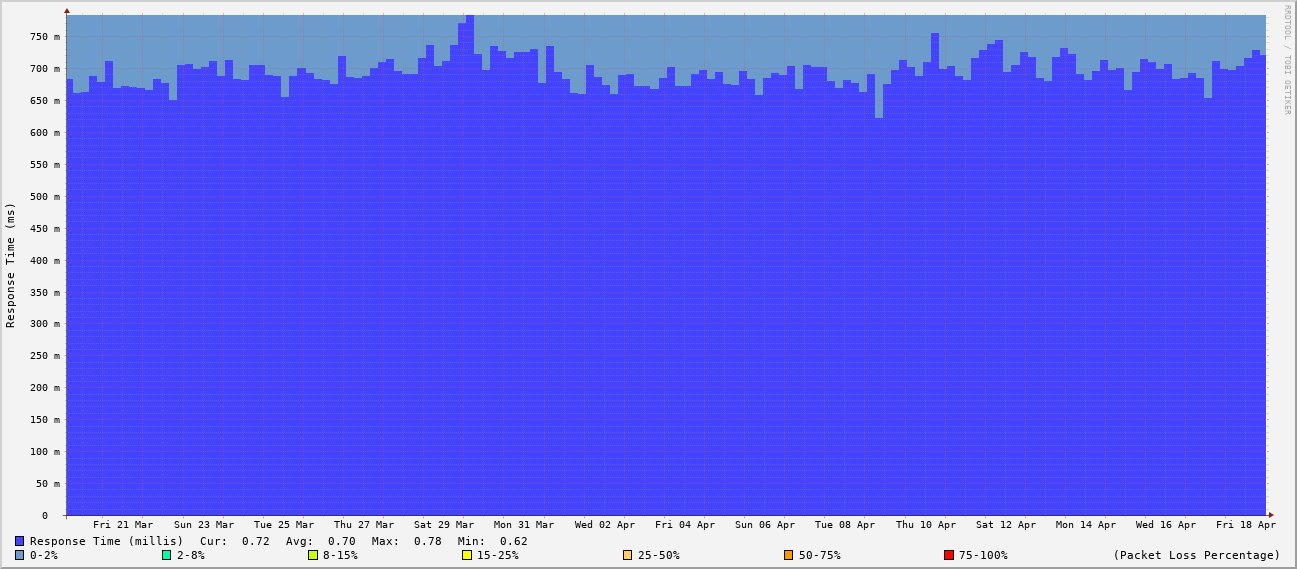 RRDTOOL / TOBI OETIKER
Response Time (ms)
750 m
700 m
650 m
600 m
550 m
500 m
450 m
400 m
350 m
300 m
250 m
200 m
150 m
100 m
50 m
0
Fri 21 Mar Sun 23 Mar Tue 25 Mar Thu 27 Mar Sat 29 Mar Mon 31 Mar Wed 02 Apr Fri 04 Apr Sun 06 Apr Tue 08 Apr Thu 10 Apr Sat 12 Apr Mon 14 Apr Wed 16 Apr Fri 18 Apr
Response Time (millis) Cur: 0.72 Avg: 0.70 Max: 0.78 Min: 0.62
0-2% 2-8% 8-15% 15-25% 25-50% 50-75% 75-100% (Packet Loss Percentage)